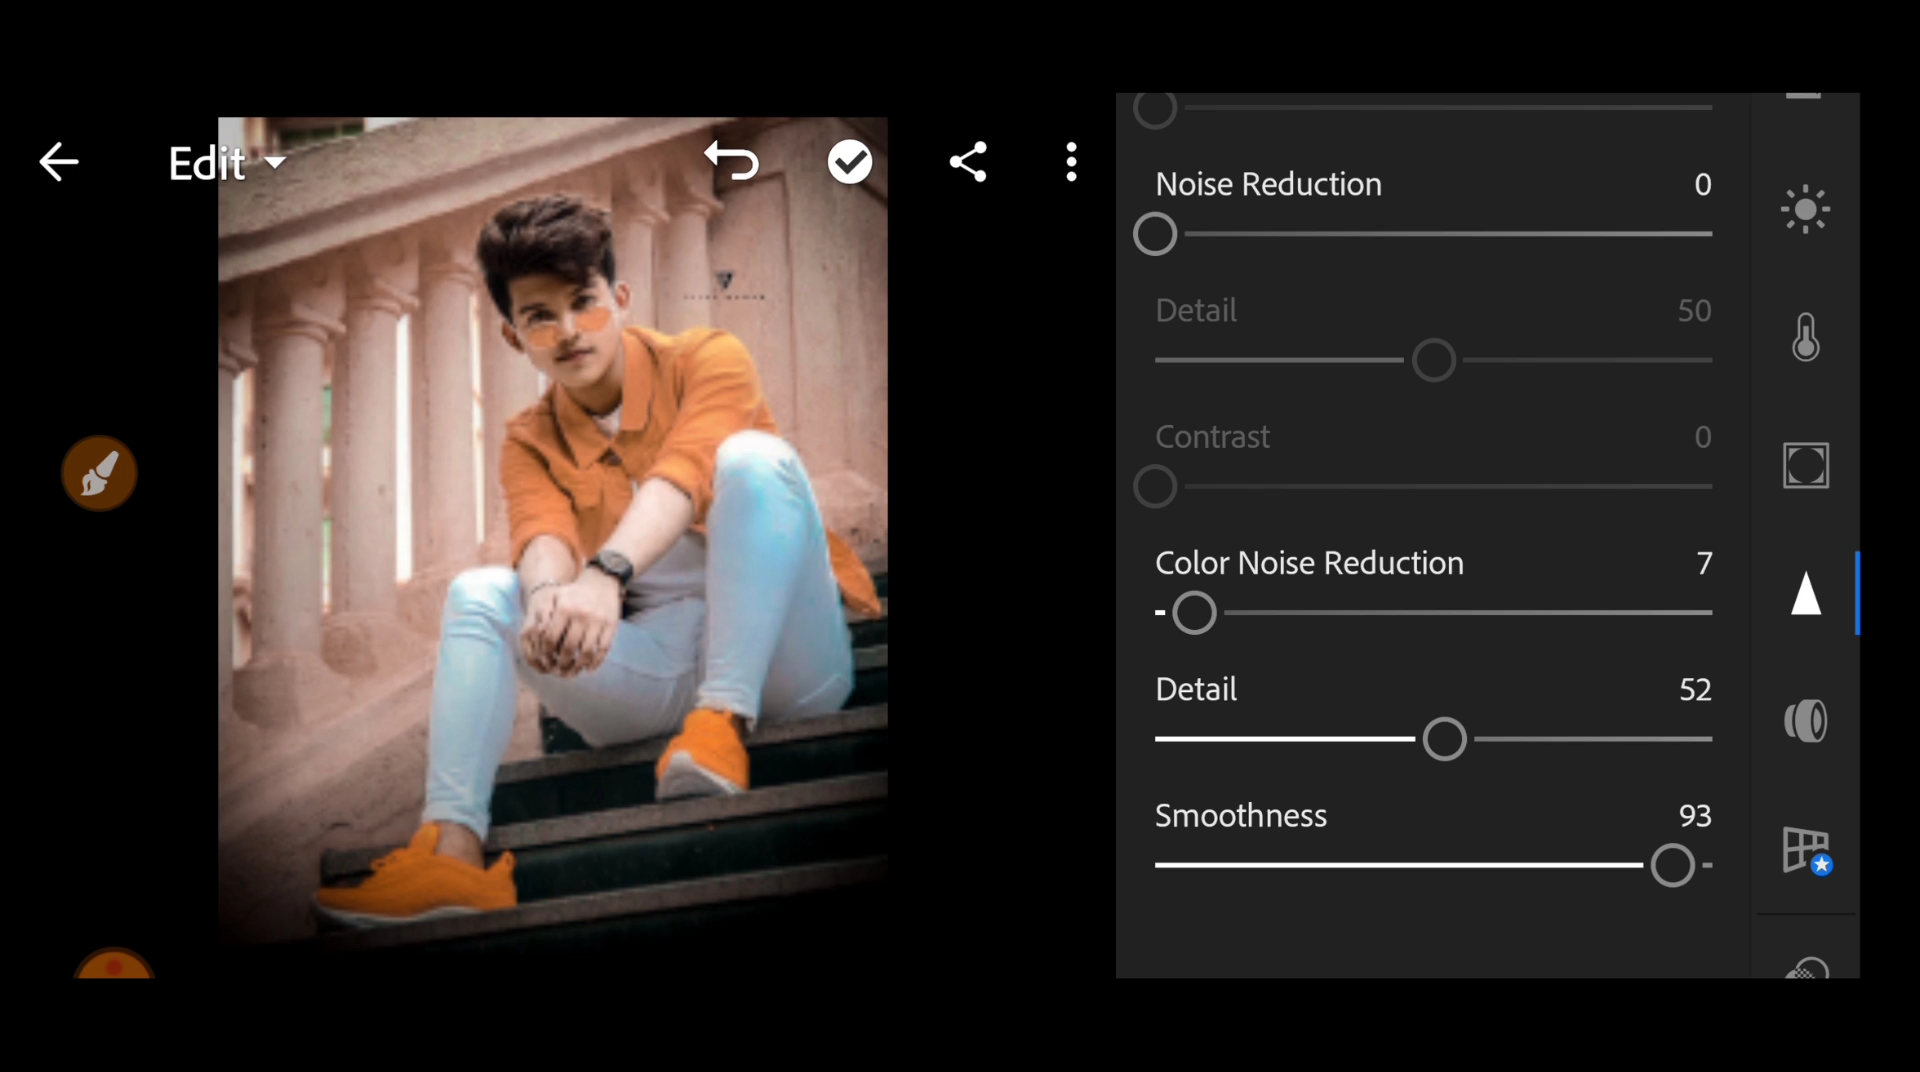 Edit
Noise Reduction 0
Detail 50
Contrast 0
Color Noise Reduction 7
Detail 52
Smoothness 93